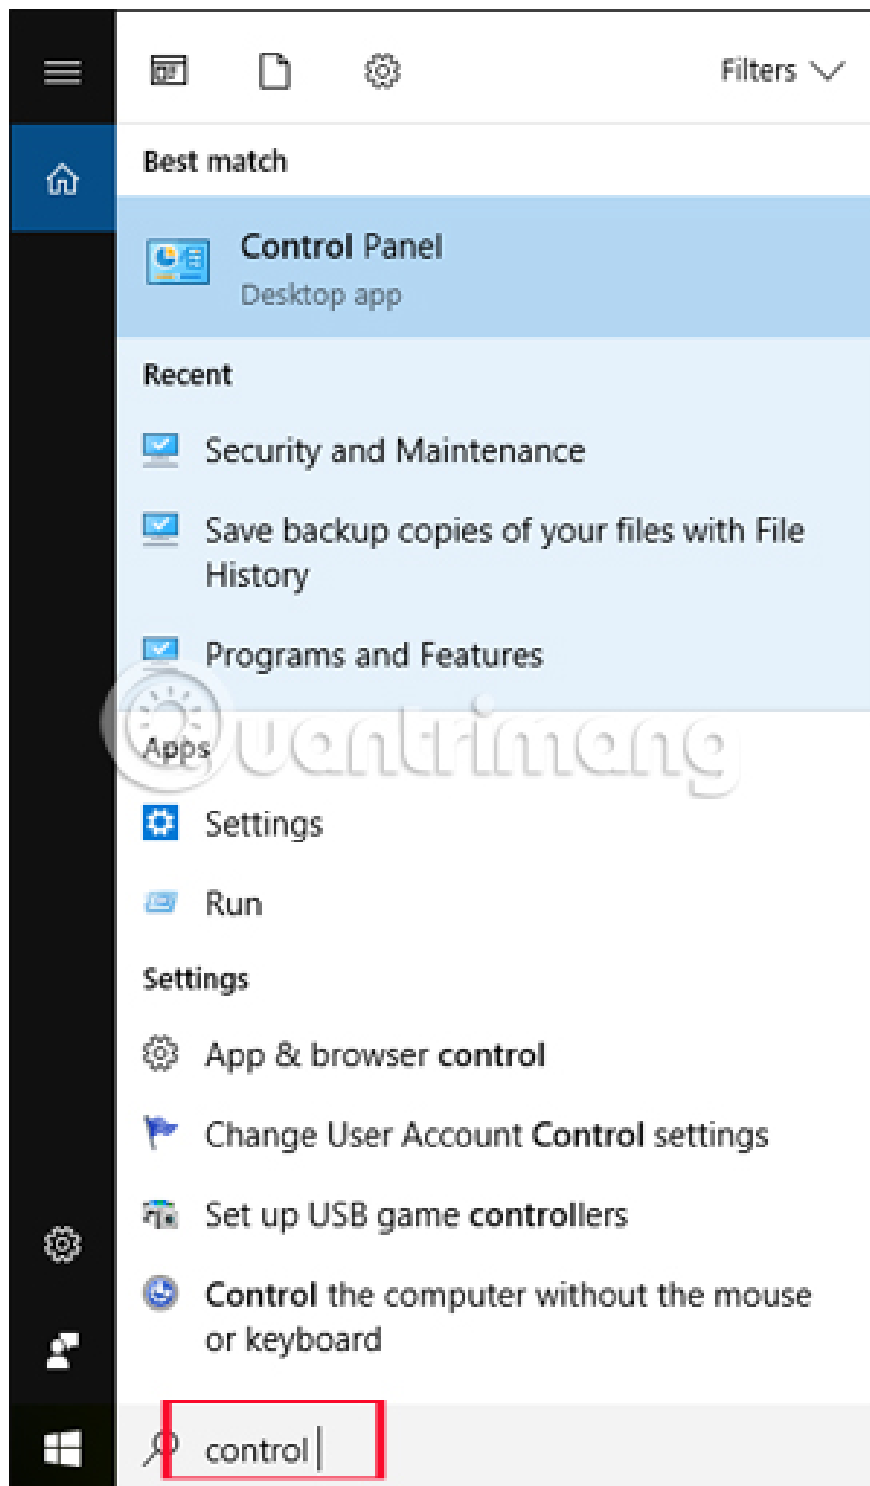 Filters
Best match
Control Panel
Desktop app
Recent
Security and Maintenance
Save backup copies of your files with File
History
Programs and Features
Quantrimang
Apps
Settings
Run
Settings
App & browser control
Change User Account Control settings
Set up USB game controllers
Control the computer without the mouse
or keyboard
control